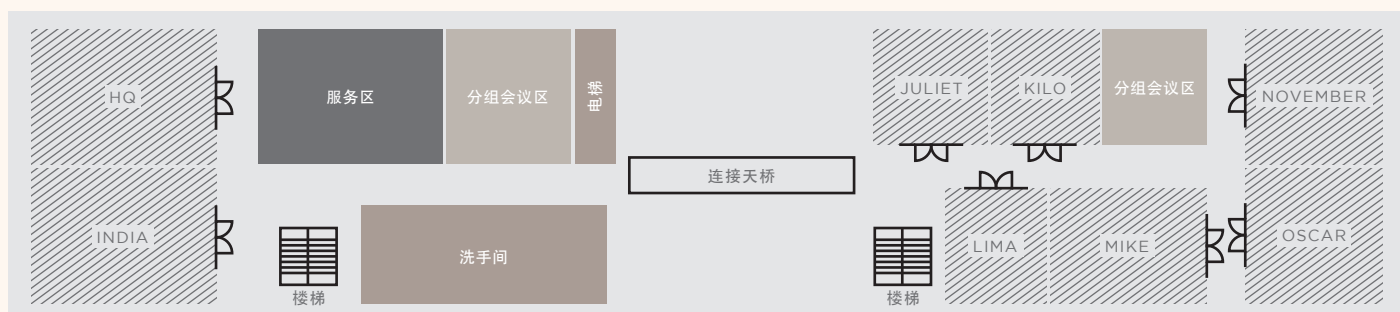 HQ
服务区
分组会议区
电梯
JULIET
KILO
分组会议区
NOVEMBER
连接天桥
INDIA
洗手间
LIMA
MIKE
OSCAR
楼梯
楼梯